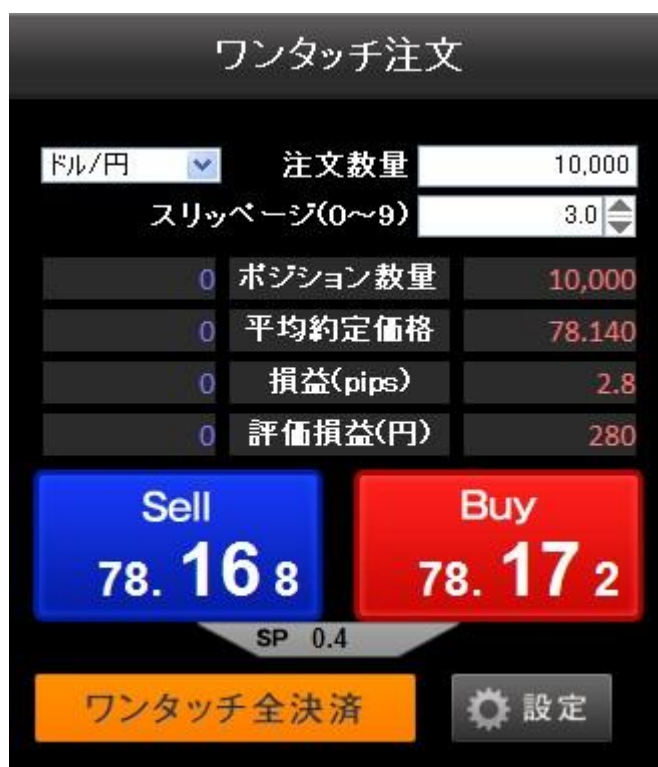 ワンタッチ注文
ドル/円 注文数量 10,000
スリッページ(0～9) 3.0
0 ポジション数量 10,000
0 平均約定価格 78.140
0 損益(pips) 2.8
0 評価損益(円) 280
Sell Buy
78.168 78.172
SP 0.4
ワンタッチ全決済 設定